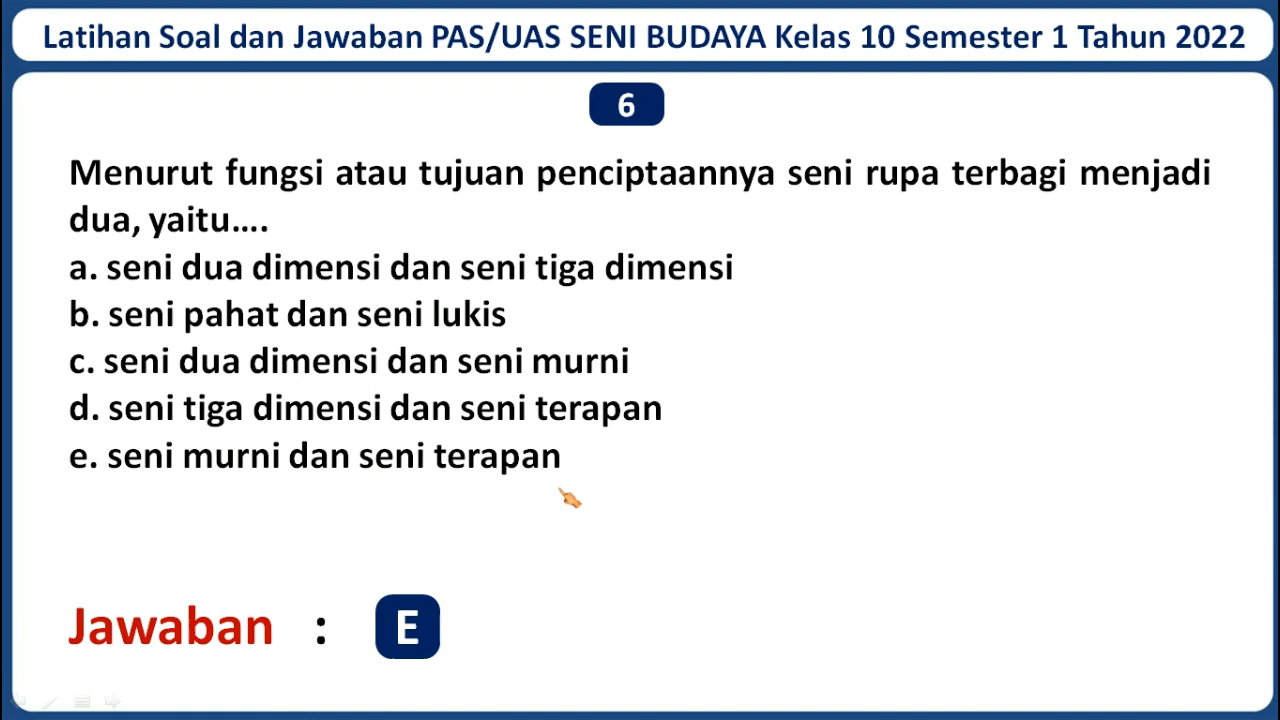 Latihan Soal dan Jawaban PAS/UAS SENI BUDAYA Kelas 10 Semester 1 Tahun 2022
6
Menurut fungsi atau tujuan penciptaannya seni rupa terbagi menjadi
dua, yaitu....
a. seni dua dimensi dan seni tiga dimensi
b. seni pahat dan seni lukis
c. seni dua dimensi dan seni murni
d. seni tiga dimensi dan seni terapan
e. seni murni dan seni terapan
Jawaban : E